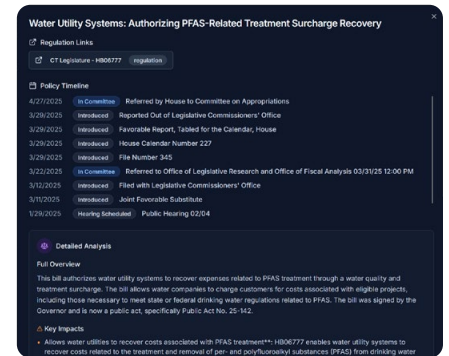 Water Utility Systems: Authorizing PFAS-Related Treatment Surcharge Recovery
Regulation Links
CT Legislature - HB06777 regulation
Policy Timeline
4/27/2025 In Committee Referred by House to Committee on Appropriations
3/29/2025 Introduced Reported Out of Legislative Commissioners' Office
3/29/2025 Introduced Favorable Report, Tabled for the Calendar, House
3/29/2025 Introduced House Calendar Number 227
3/29/2025 Introduced File Number 345
3/22/2025 In Committee Referred to Office of Legislative Research and Office of Fiscal Analysis 03/31/25 12:00 PM
3/12/2025 Introduced Filed with Legislative Commissioners' Office
3/11/2025 Introduced Joint Favorable Substitute
1/29/2025 Hearing Scheduled Public Hearing 02/04
Detailed Analysis
Full Overview
This bill authorizes water utility systems to recover expenses related to PFAS treatment through a water quality and
treatment surcharge. The bill allows water companies to charge customers for costs associated with eligible projects,
including those necessary to meet state or federal drinking water regulations related to PFAS. The bill was signed by the
Governor and is now a public act, specifically Public Act No. 25-142.
Key Impacts
• Allows water utilities to recover costs associated with PFAS treatment**: HB06777 enables water utility systems to
recover costs related to the treatment and removal of per- and polyfluoroalkyl substances (PFAS) from drinking water